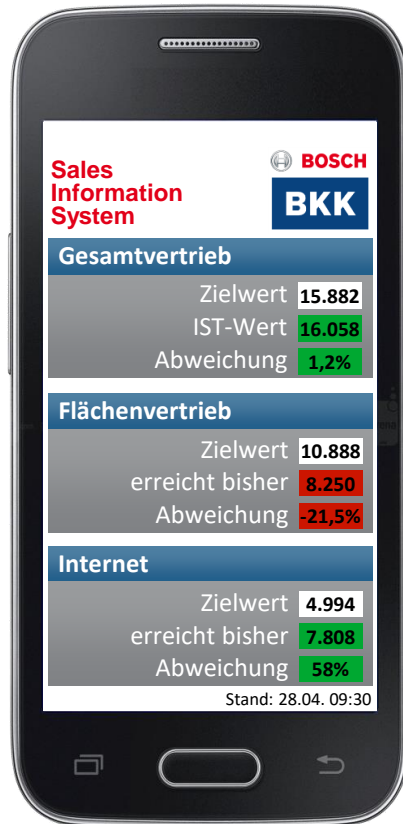 Sales
Information
System
BOSCH
BKK
Gesamtvertrieb
Zielwert 15.882
IST-Wert 16.058
Abweichung 1,2%
Flächenvertrieb
Zielwert 10.888
erreicht bisher 8.250
Abweichung -21,5%
Internet
Zielwert 4.994
erreicht bisher 7.808
Abweichung 58%
Stand: 28.04. 09:30